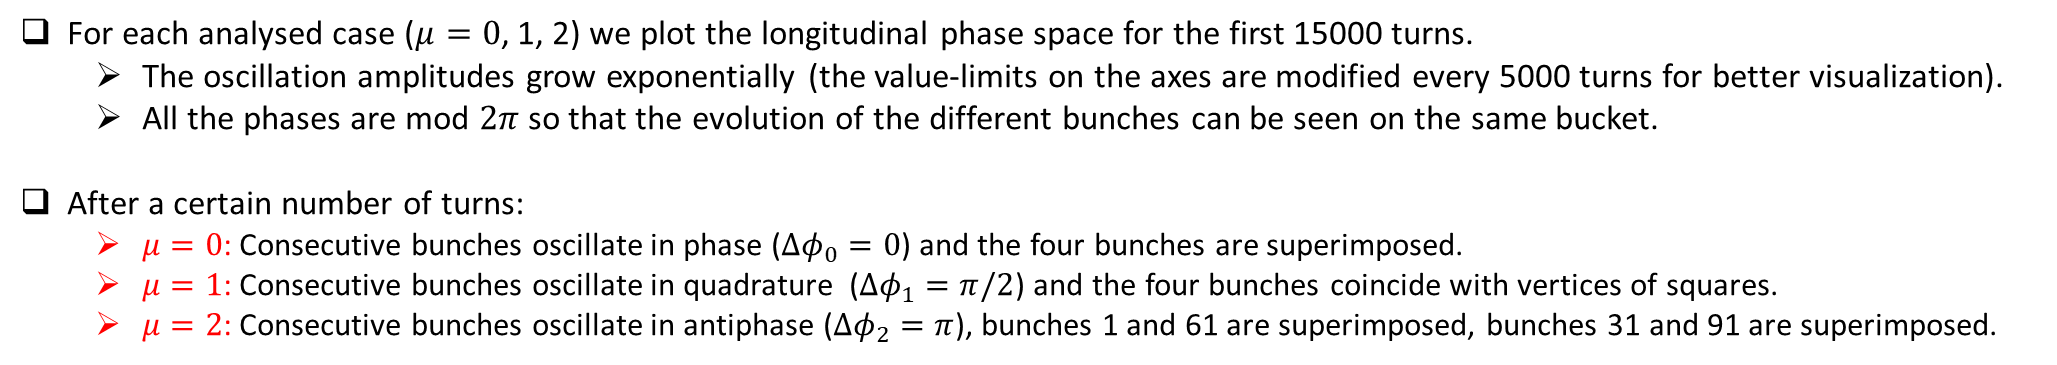 ❑ For each analysed case (μ = 0, 1, 2) we plot the longitudinal phase space for the first 15000 turns.
➢ The oscillation amplitudes grow exponentially (the value-limits on the axes are modified every 5000 turns for better visualization).
➢ All the phases are mod 2π so that the evolution of the different bunches can be seen on the same bucket.
❑ After a certain number of turns:
➢ μ = 0: Consecutive bunches oscillate in phase (Δϕ₀ = 0) and the four bunches are superimposed.
➢ μ = 1: Consecutive bunches oscillate in quadrature (Δϕ₁ = π/2) and the four bunches coincide with vertices of squares.
➢ μ = 2: Consecutive bunches oscillate in antiphase (Δϕ₂ = π), bunches 1 and 61 are superimposed, bunches 31 and 91 are superimposed.